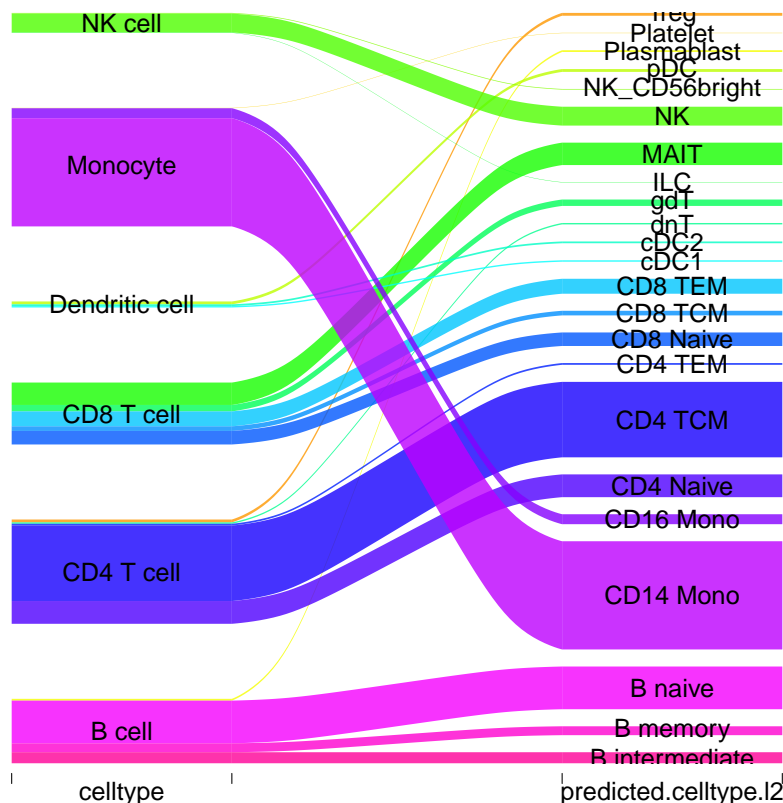 NK cell
Monocyte
Dendritic cell
CD8 T cell
CD4 T cell
B cell
Treg
Platelet
Plasmablast
pDC
NK_CD56bright
NK
MAIT
ILC
gdT
dnT
cDC2
cDC1
CD8 TEM
CD8 TCM
CD8 Naive
CD4 TEM
CD4 TCM
CD4 Naive
CD16 Mono
CD14 Mono
B naive
B memory
B intermediate
celltype
predicted.celltype.l2